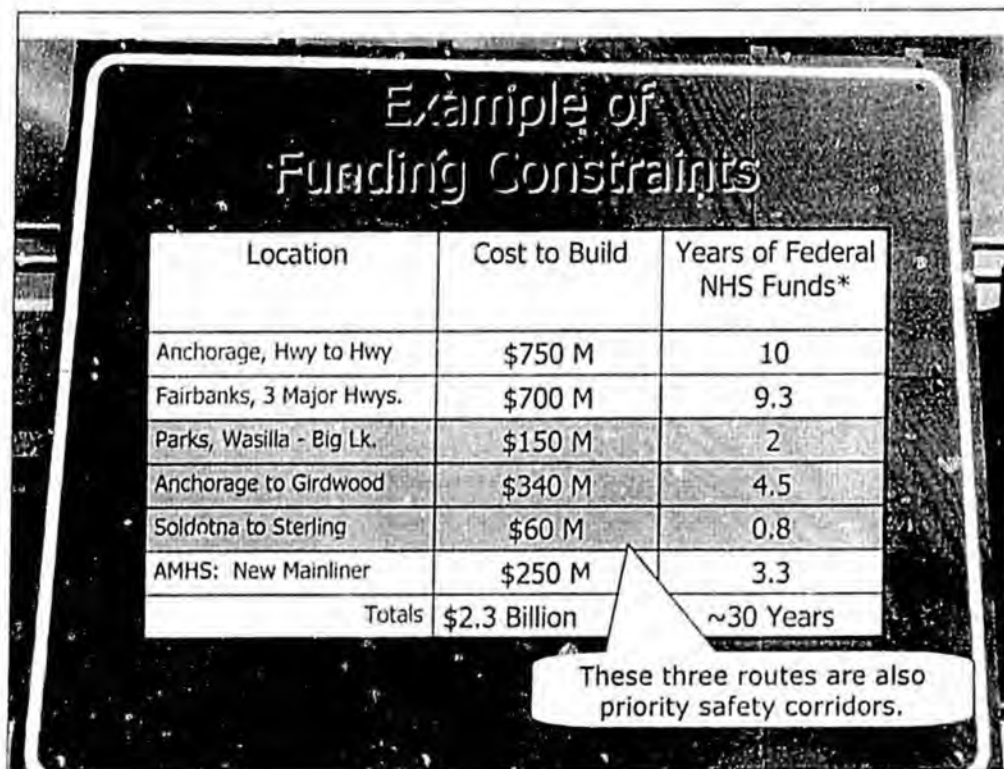 Example of
Funding Constraints
Location Cost to Build Years of Federal
NHS Funds*
Anchorage, Hwy to Hwy $750 M 10
Fairbanks, 3 Major Hwys. $700 M 9.3
Parks, Wasilla - Big Lk. $150 M 2
Anchorage to Girdwood $340 M 4.5
Soldotna to Sterling $60 M 0.8
AMHS: New Mainliner $250 M 3.3
Totals $2.3 Billion ~30 Years
These three routes are also
priority safety corridors.